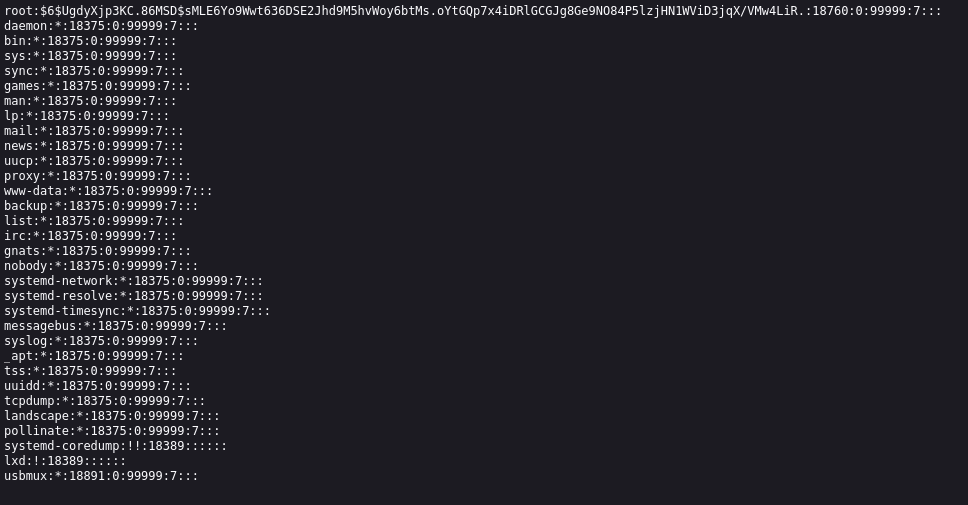 root:$6$UgdyXjp3KC.86MSD$sMLE6Yo9Wwt636DSE2Jhd9M5hvWoy6btMs.oYtGQp7x4iDRlGCGJg8Ge9NO84P5lzjHN1WViD3jqX/VMw4LiR.:18760:0:99999:7:::
daemon:*:18375:0:99999:7:::
bin:*:18375:0:99999:7:::
sys:*:18375:0:99999:7:::
sync:*:18375:0:99999:7:::
games:*:18375:0:99999:7:::
man:*:18375:0:99999:7:::
lp:*:18375:0:99999:7:::
mail:*:18375:0:99999:7:::
news:*:18375:0:99999:7:::
uucp:*:18375:0:99999:7:::
proxy:*:18375:0:99999:7:::
www-data:*:18375:0:99999:7:::
backup:*:18375:0:99999:7:::
list:*:18375:0:99999:7:::
irc:*:18375:0:99999:7:::
gnats:*:18375:0:99999:7:::
nobody:*:18375:0:99999:7:::
systemd-network:*:18375:0:99999:7:::
systemd-resolve:*:18375:0:99999:7:::
systemd-timesync:*:18375:0:99999:7:::
messagebus:*:18375:0:99999:7:::
syslog:*:18375:0:99999:7:::
_apt:*:18375:0:99999:7:::
tss:*:18375:0:99999:7:::
uuidd:*:18375:0:99999:7:::
tcpdump:*:18375:0:99999:7:::
landscape:*:18375:0:99999:7:::
pollinate:*:18375:0:99999:7:::
systemd-coredump:!!:18389::::::
lxd:!:18389::::::
usbmux:*:18891:0:99999:7:::